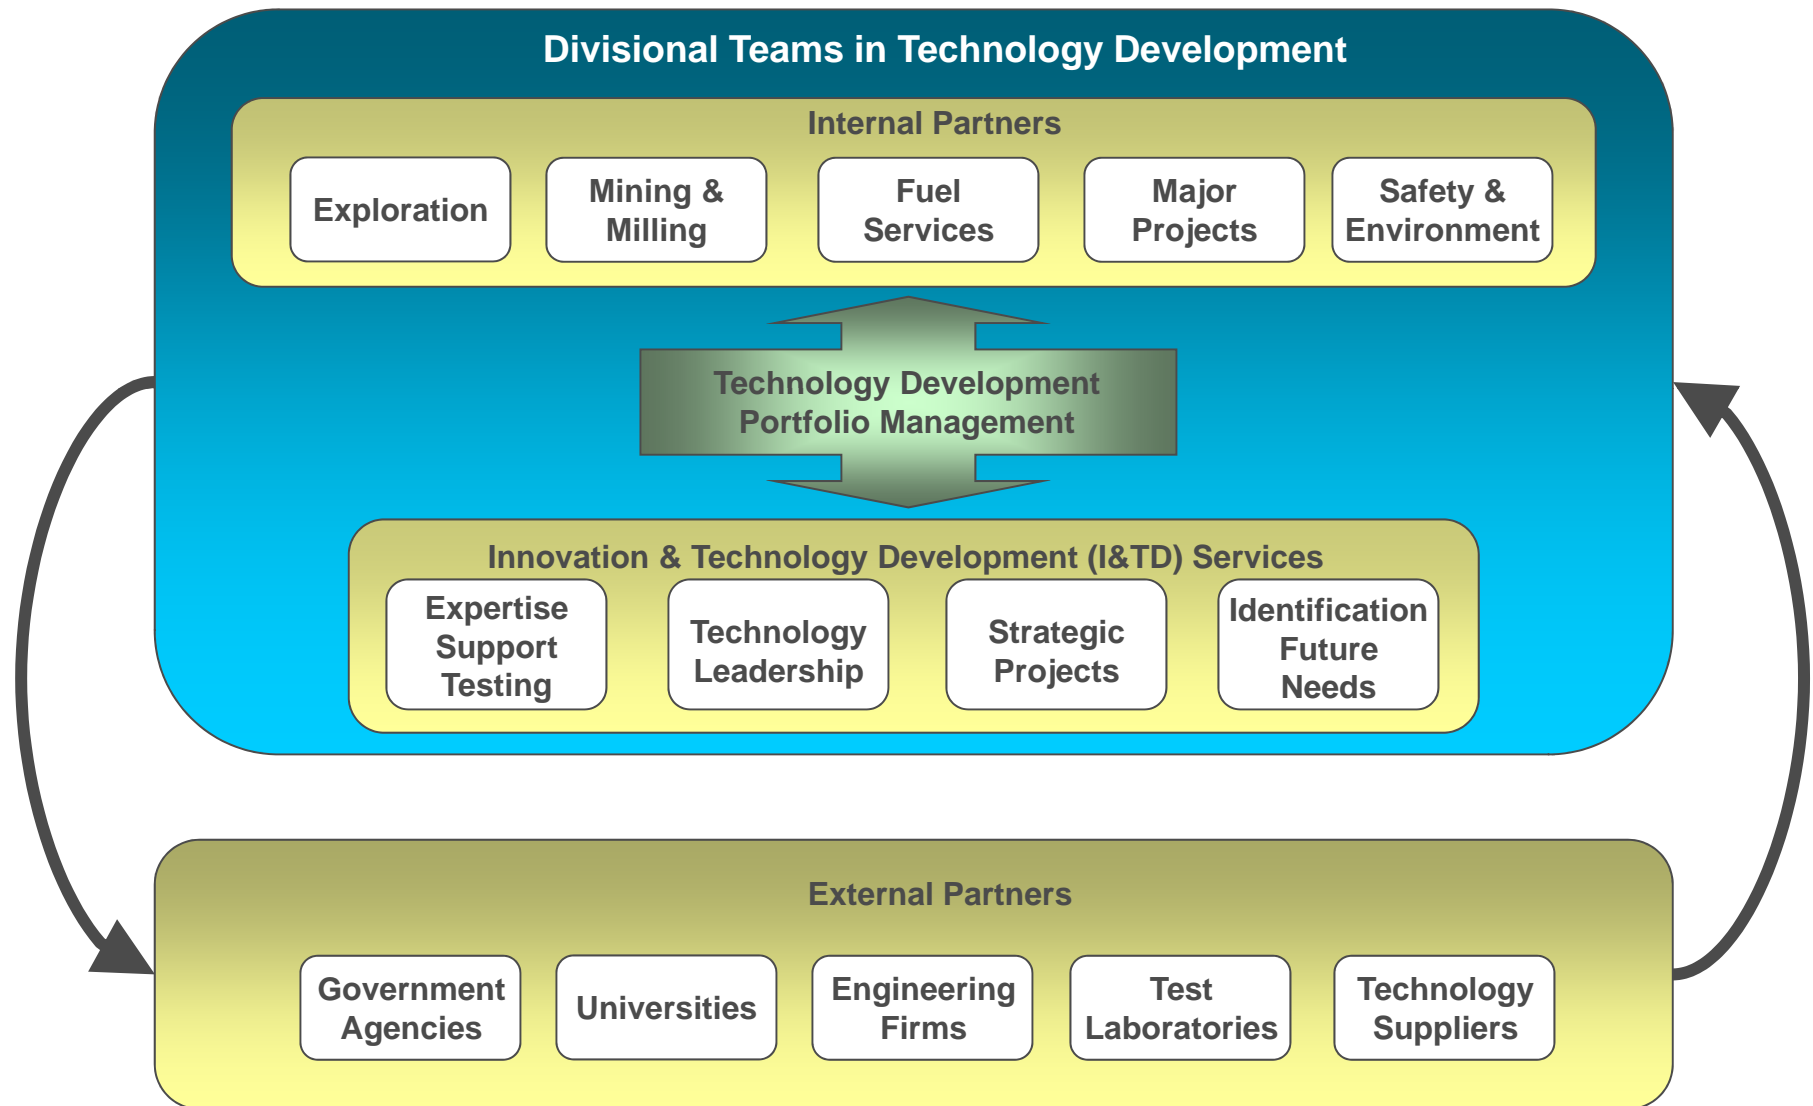 Divisional Teams in Technology Development
Internal Partners
Exploration
Mining &
Milling
Fuel
Services
Major
Projects
Safety &
Environment
Technology Development
Portfolio Management
Innovation & Technology Development (I&TD) Services
Expertise
Support
Testing
Technology
Leadership
Strategic
Projects
Identification
Future
Needs
External Partners
Government
Agencies
Universities
Engineering
Firms
Test
Laboratories
Technology
Suppliers